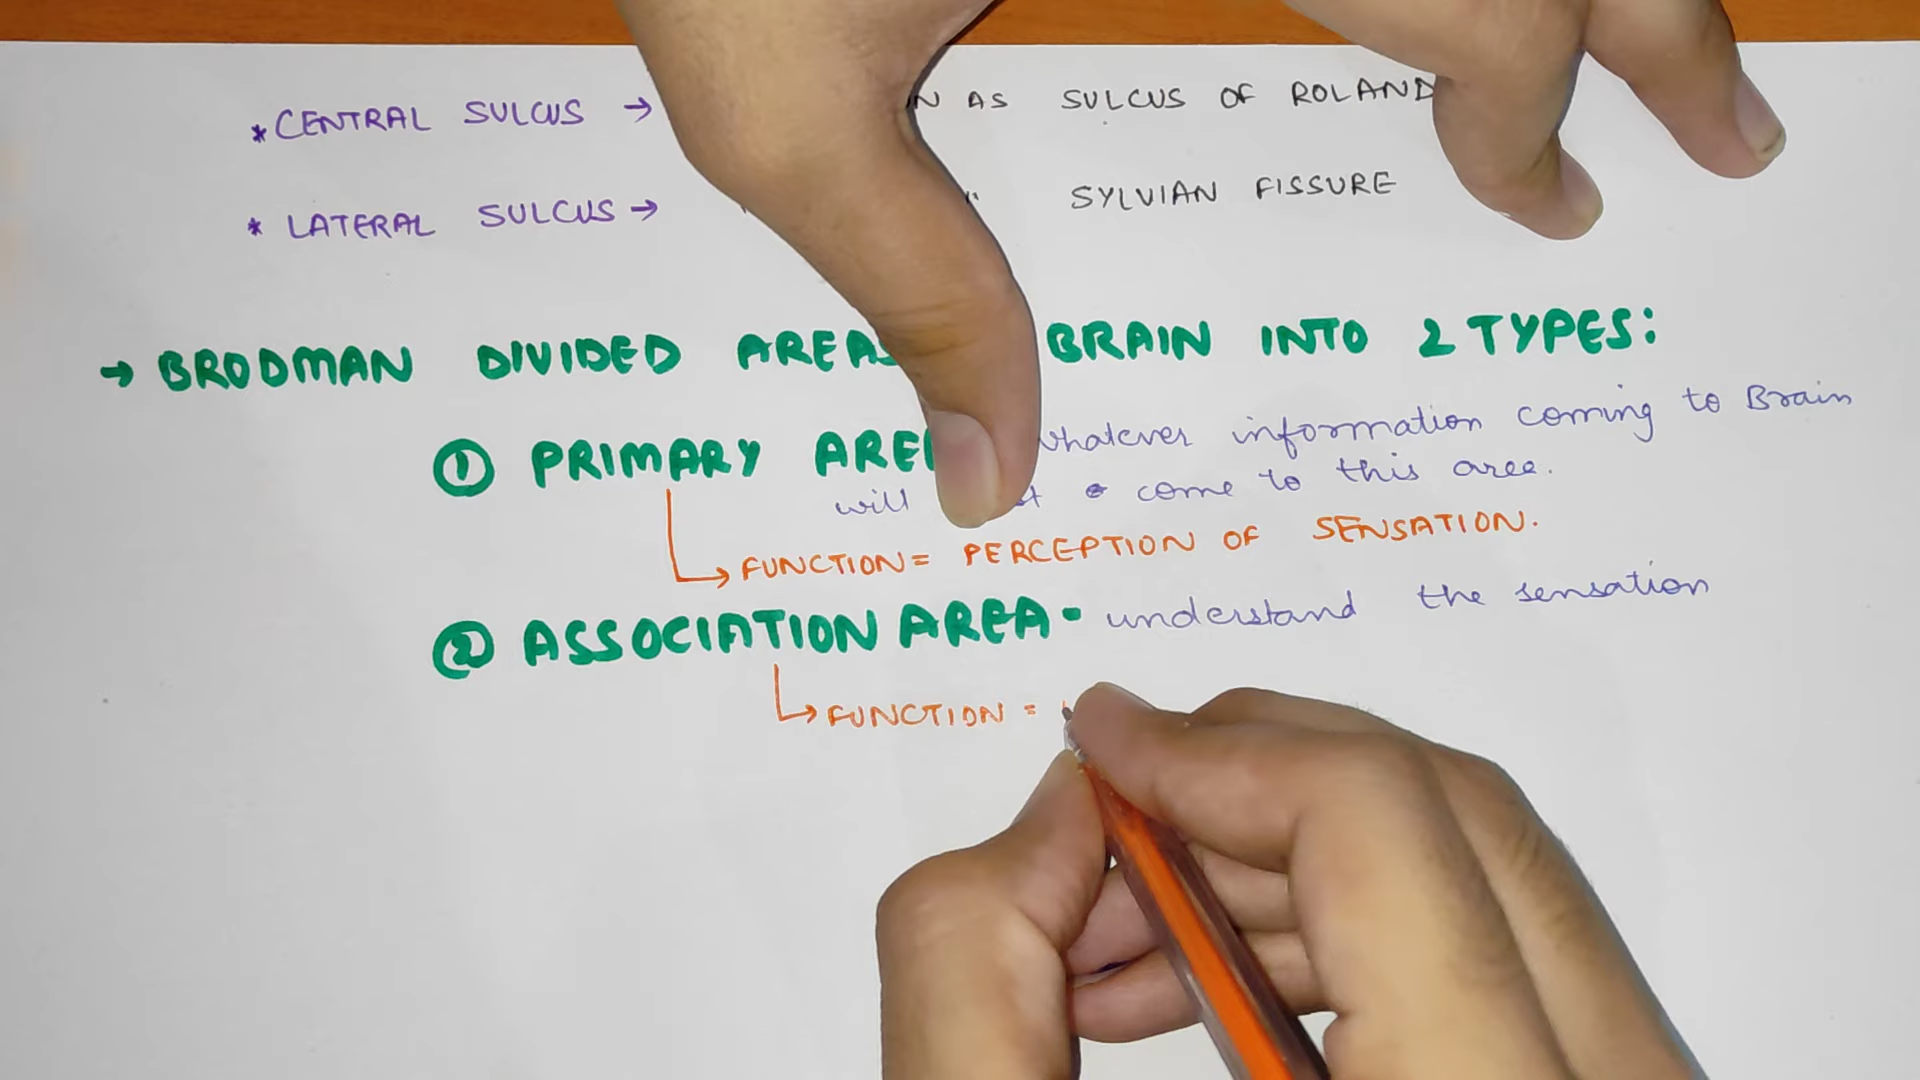 * CENTRAL SULCUS → AS SULCUS OF ROLAND
* LATERAL SULCUS → " SYLVIAN FISSURE
→ BRODMAN DIVIDED AREAS BRAIN INTO 2 TYPES:
① PRIMARY whatever information coming to Brain
will come to this area.
FUNCTION = PERCEPTION OF SENSATION.
② ASSOCIATION AREA - understand the sensation
FUNCTION =